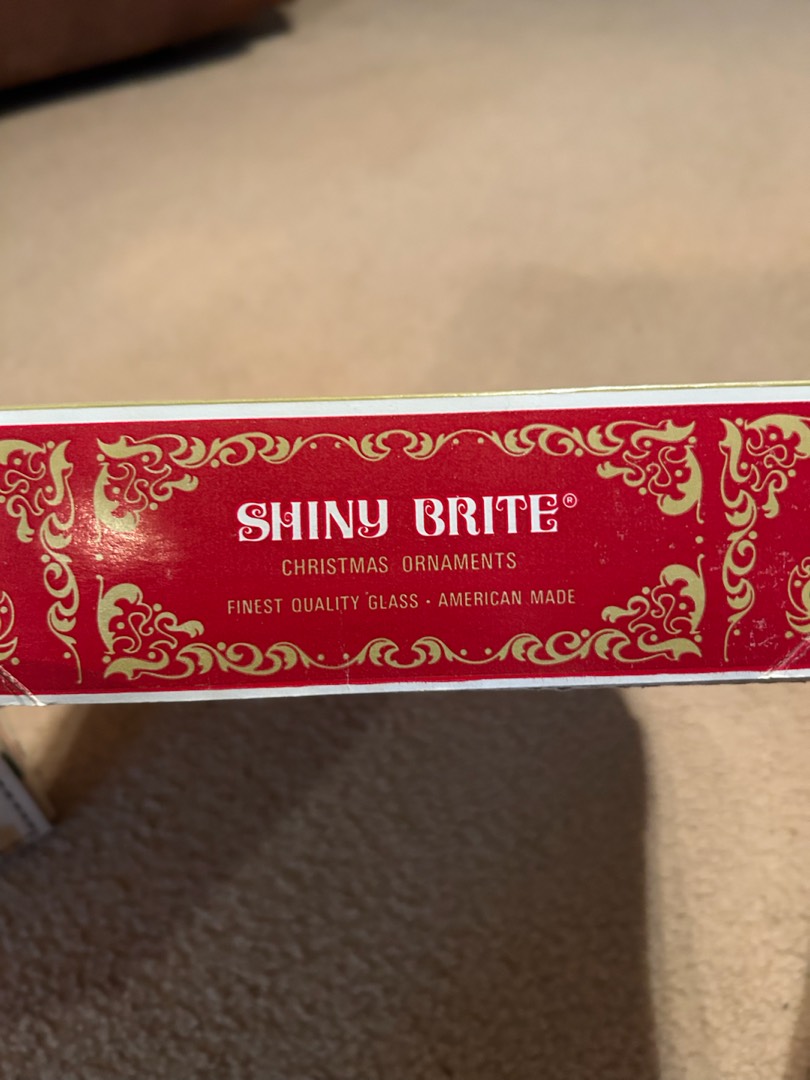 SHINY BRITE®
CHRISTMAS ORNAMENTS
FINEST QUALITY GLASS · AMERICAN MADE